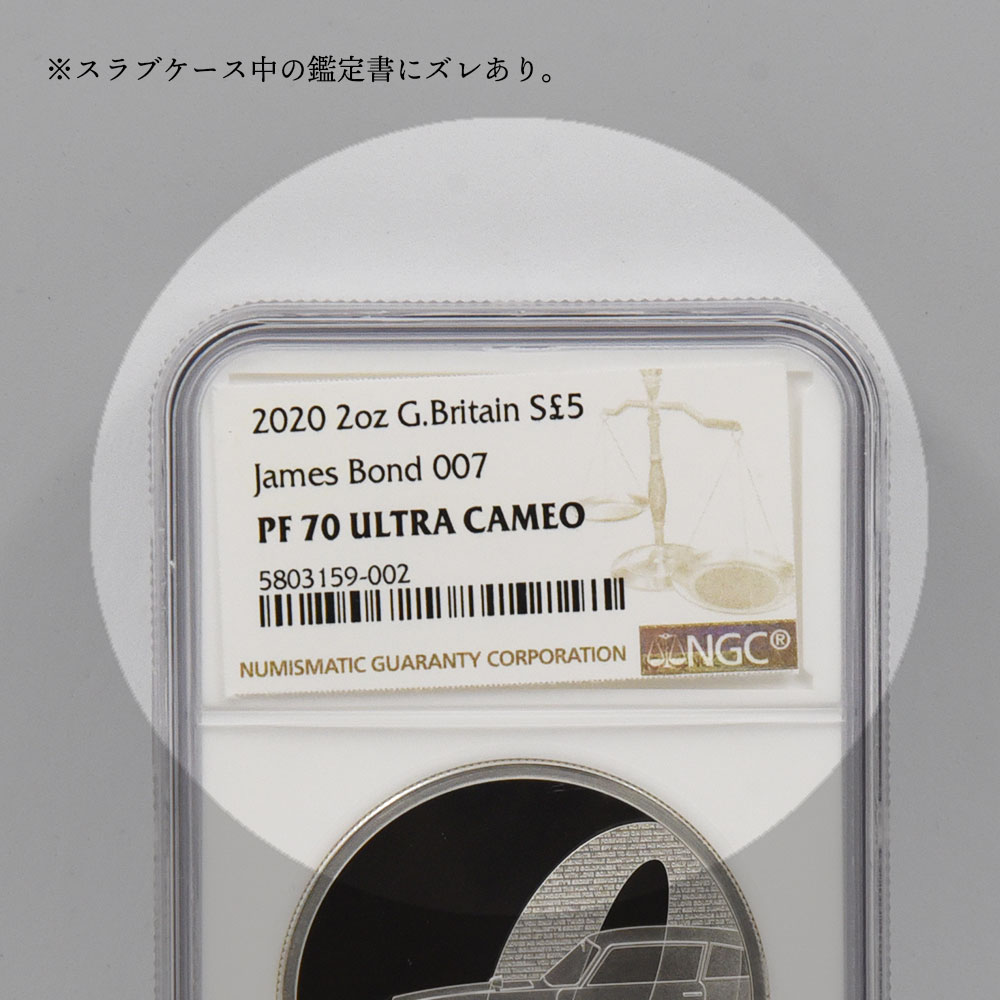 ※スラブケース中の鑑定書にズレあり。
2020 2oz G.Britain S£5
James Bond 007
PF 70 ULTRA CAMEO
5803159-002
NUMISMATIC GUARANTY CORPORATION
NGC®